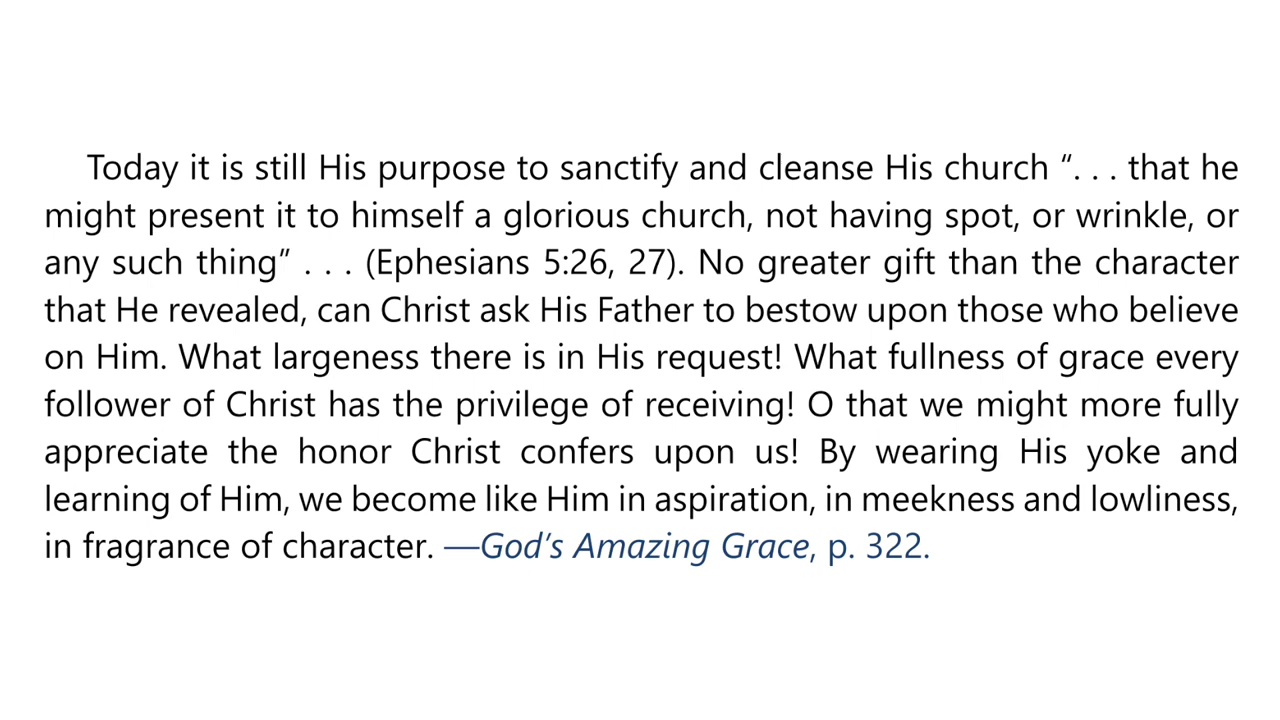 Today it is still His purpose to sanctify and cleanse His church “. . . that he
might present it to himself a glorious church, not having spot, or wrinkle, or
any such thing” . . . (Ephesians 5:26, 27). No greater gift than the character
that He revealed, can Christ ask His Father to bestow upon those who believe
on Him. What largeness there is in His request! What fullness of grace every
follower of Christ has the privilege of receiving! O that we might more fully
appreciate the honor Christ confers upon us! By wearing His yoke and
learning of Him, we become like Him in aspiration, in meekness and lowliness,
in fragrance of character. —God’s Amazing Grace, p. 322.